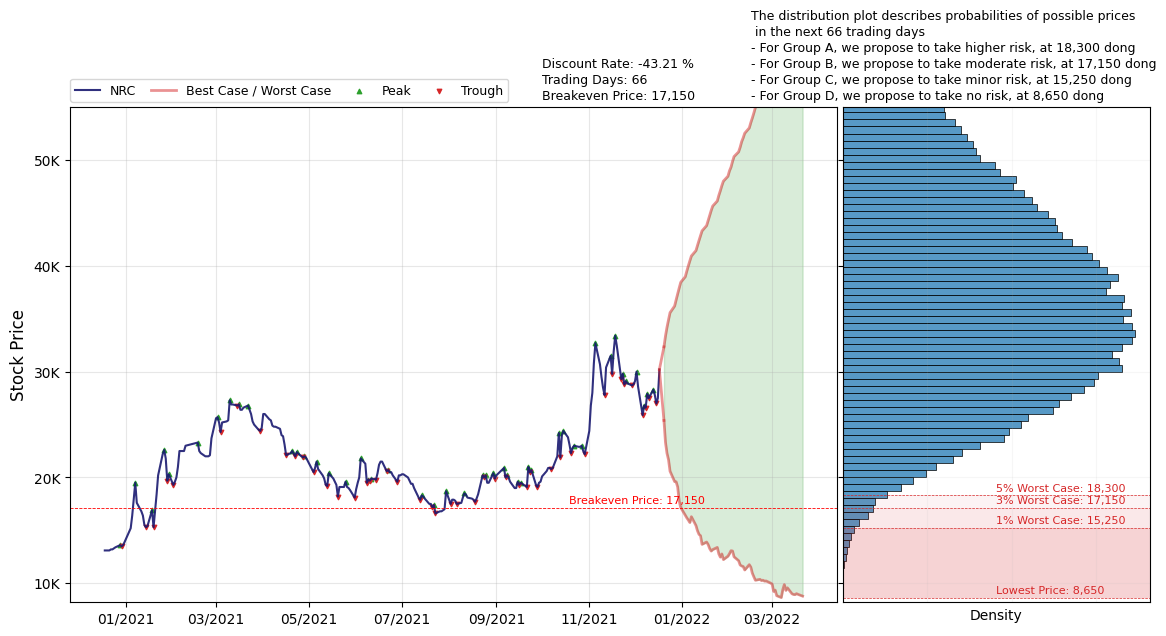 The distribution plot describes probabilities of possible prices
in the next 66 trading days
- For Group A, we propose to take higher risk, at 18,300 dong
- For Group B, we propose to take moderate risk, at 17,150 dong
- For Group C, we propose to take minor risk, at 15,250 dong
- For Group D, we propose to take no risk, at 8,650 dong
Discount Rate: -43.21 %
Trading Days: 66
Breakeven Price: 17,150
NRC Best Case / Worst Case Peak Trough
Stock Price
50K
40K
30K
20K
10K
Breakeven Price: 17,150
01/2021 03/2021 05/2021 07/2021 09/2021 11/2021 01/2022 03/2022
5% Worst Case: 18,300
3% Worst Case: 17,150
1% Worst Case: 15,250
Lowest Price: 8,650
Density